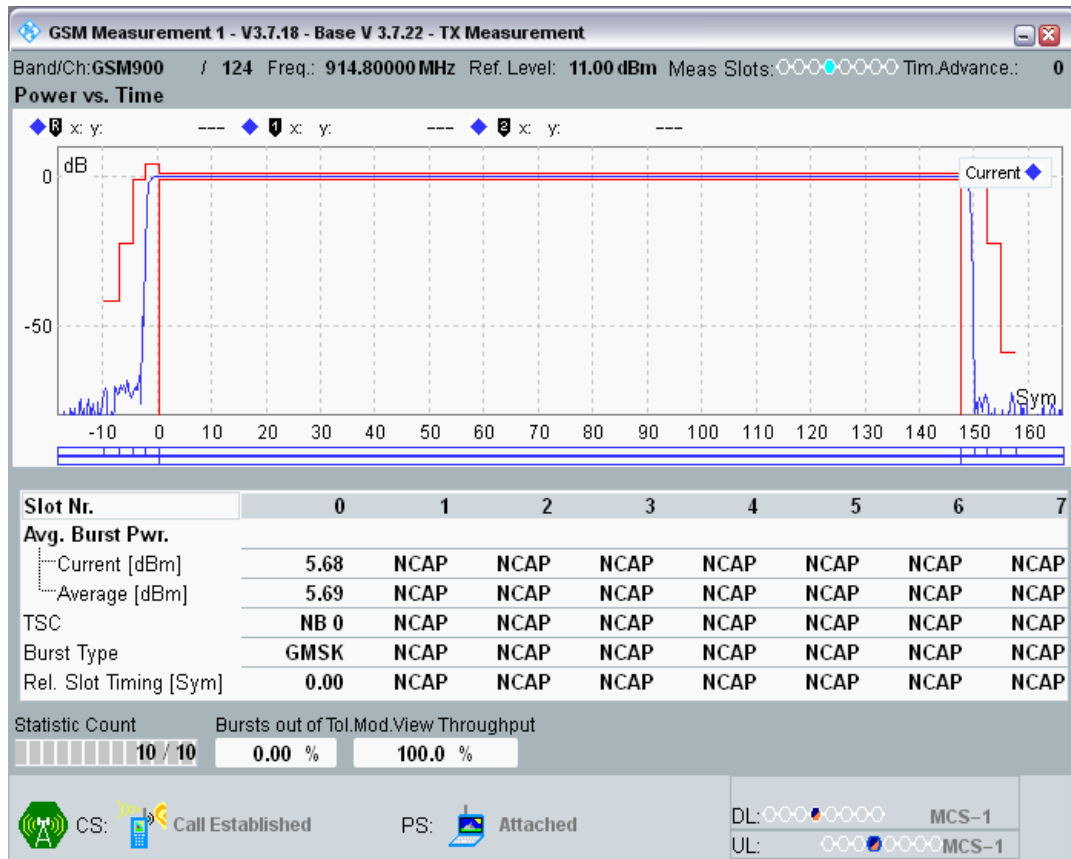 GSM Measurement 1 - V3.7.18 - Base V 3.7.22 - TX Measurement
Band/Ch:GSM900 / 124 Freq.: 914.80000 MHz Ref. Level: 11.00 dBm Meas Slots: Tim.Advance.: 0
Power vs. Time
R x: y: --- 1 x: y: --- 2 x: y: ---
dB
Current
0
-50
Sym
-10 0 10 20 30 40 50 60 70 80 90 100 110 120 130 140 150 160
Slot Nr. 0 1 2 3 4 5 6 7
Avg. Burst Pwr.
Current [dBm] 5.68 NCAP NCAP NCAP NCAP NCAP NCAP NCAP
Average [dBm] 5.69 NCAP NCAP NCAP NCAP NCAP NCAP NCAP
TSC NB 0 NCAP NCAP NCAP NCAP NCAP NCAP NCAP
Burst Type GMSK NCAP NCAP NCAP NCAP NCAP NCAP NCAP
Rel. Slot Timing [Sym] 0.00 NCAP NCAP NCAP NCAP NCAP NCAP NCAP
Statistic Count Bursts out of Tol. Mod.View Throughput
10 / 10 0.00 % 100.0 %
CS: Call Established PS: Attached
DL: MCS-1
UL: MCS-1